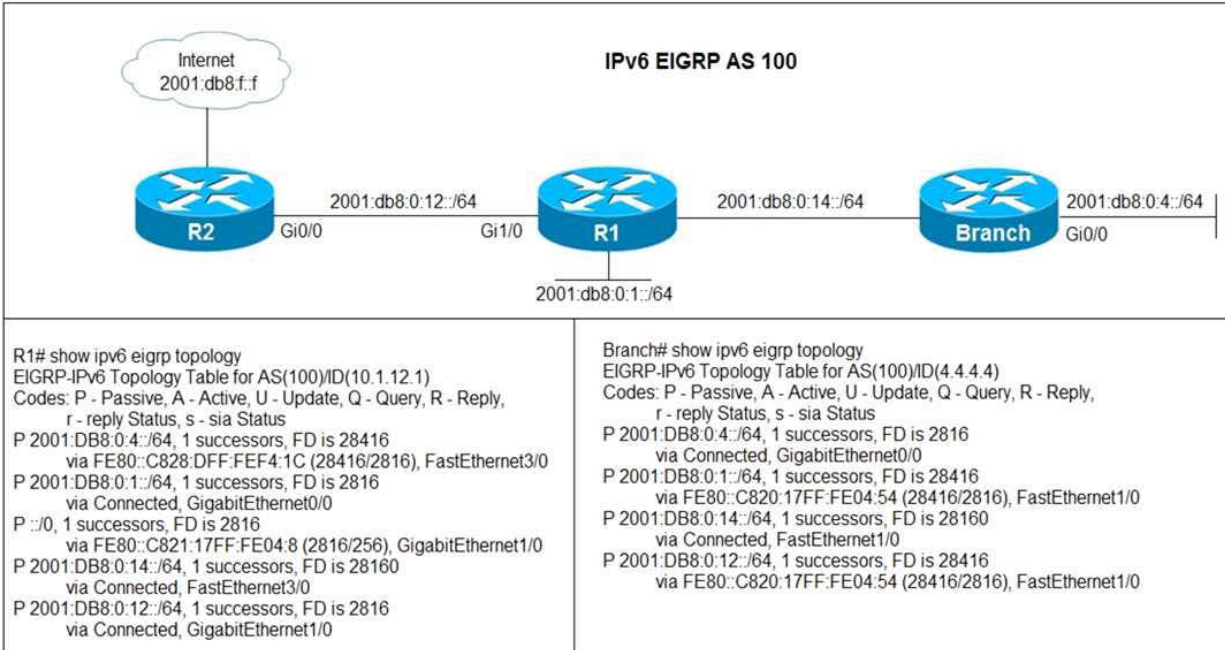 IPv6 EIGRP AS 100
Internet
2001:db8:f::f
2001:db8:0:12::/64
2001:db8:0:14::/64
2001:db8:0:4::/64
R2
Gi0/0
Gi1/0
R1
Branch
Gi0/0
2001:db8:0:1::/64
R1# show ipv6 eigrp topology
EIGRP-IPv6 Topology Table for AS(100)/ID(10.1.12.1)
Codes: P - Passive, A - Active, U - Update, Q - Query, R - Reply,
r - reply Status, s - sia Status
P 2001:DB8:0:4::/64, 1 successors, FD is 28416
via FE80::C828:DFF:FEF4:1C (28416/2816), FastEthernet3/0
P 2001:DB8:0:1::/64, 1 successors, FD is 2816
via Connected, GigabitEthernet0/0
P ::/0, 1 successors, FD is 2816
via FE80::C821:17FF:FE04:8 (2816/256), GigabitEthernet1/0
P 2001:DB8:0:14::/64, 1 successors, FD is 28160
via Connected, FastEthernet3/0
P 2001:DB8:0:12::/64, 1 successors, FD is 2816
via Connected, GigabitEthernet1/0
Branch# show ipv6 eigrp topology
EIGRP-IPv6 Topology Table for AS(100)/ID(4.4.4.4)
Codes: P - Passive, A - Active, U - Update, Q - Query, R - Reply,
r - reply Status, s - sia Status
P 2001:DB8:0:4::/64, 1 successors, FD is 2816
via Connected, GigabitEthernet0/0
P 2001:DB8:0:1::/64, 1 successors, FD is 28416
via FE80::C820:17FF:FE04:54 (28416/2816), FastEthernet1/0
P 2001:DB8:0:14::/64, 1 successors, FD is 28160
via Connected, FastEthernet1/0
P 2001:DB8:0:12::/64, 1 successors, FD is 28416
via FE80::C820:17FF:FE04:54 (28416/2816), FastEthernet1/0